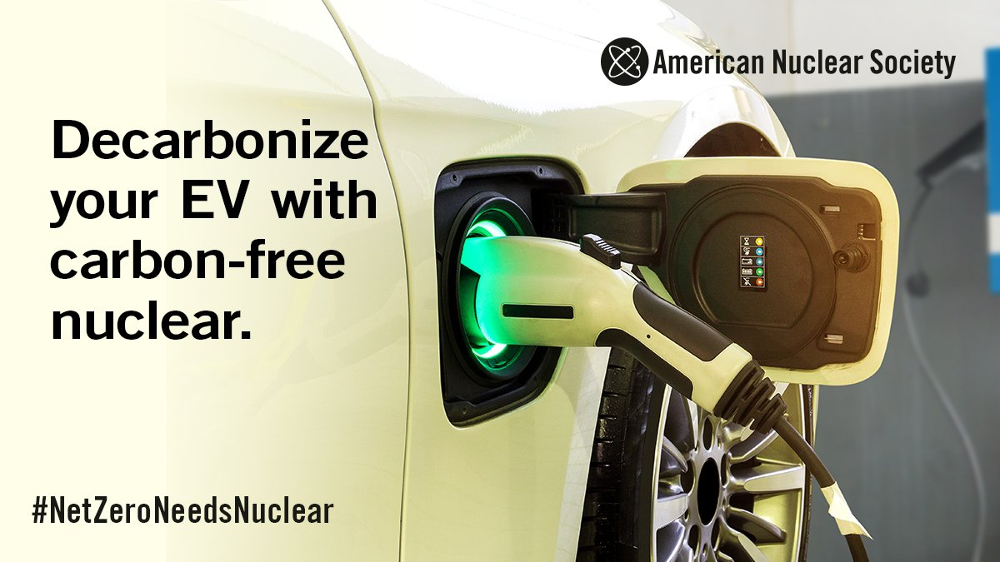 American Nuclear Society
Decarbonize
your EV with
carbon-free
nuclear.
#NetZeroNeedsNuclear